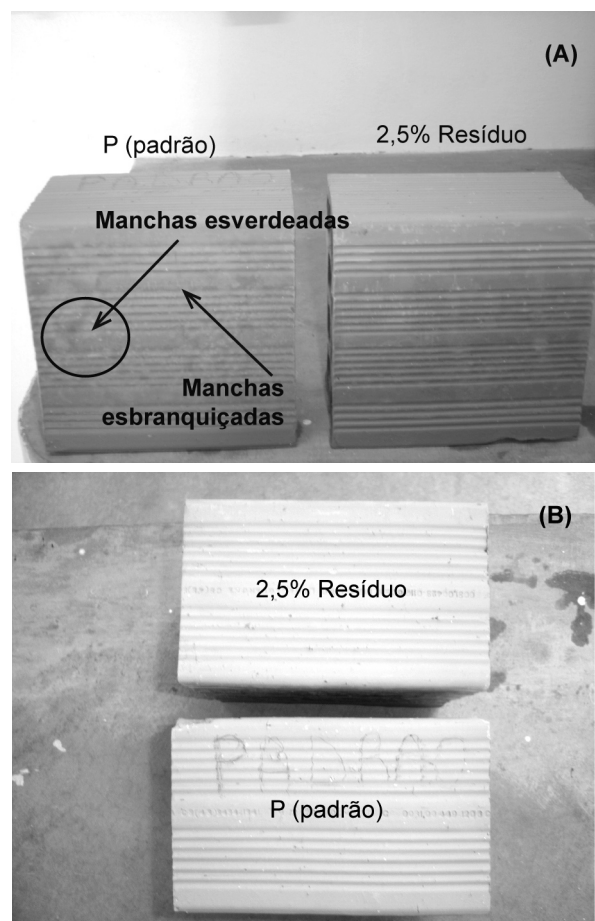 (A)
P (padrão)
2,5% Resíduo
PADRÃO
Manchas esverdeadas
Manchas
esbranquiçadas
(B)
2,5% Resíduo
PADRÃO
P (padrão)